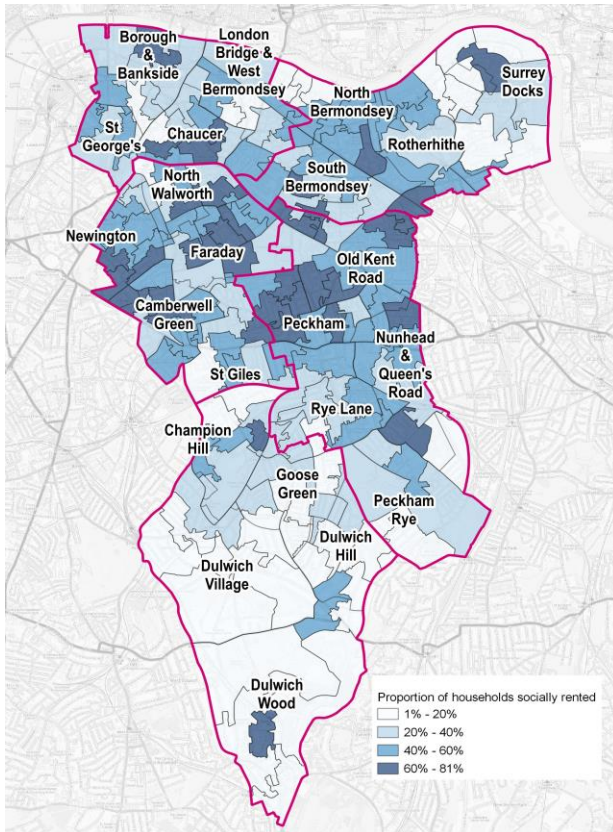 Borough
&
Bankside
London
Bridge &
West
Bermondsey
Surrey
Docks
North
Bermondsey
St
George's
Chaucer
Rotherhithe
South
Bermondsey
North
Walworth
Newington
Faraday
Old Kent
Road
Camberwell
Green
Peckham
Nunhead
&
Queen's
Road
St Giles
Rye Lane
Champion
Hill
Goose
Green
Peckham
Rye
Dulwich
Hill
Dulwich
Village
Dulwich
Wood
Proportion of households socially rented
1% - 20%
20% - 40%
40% - 60%
60% - 81%